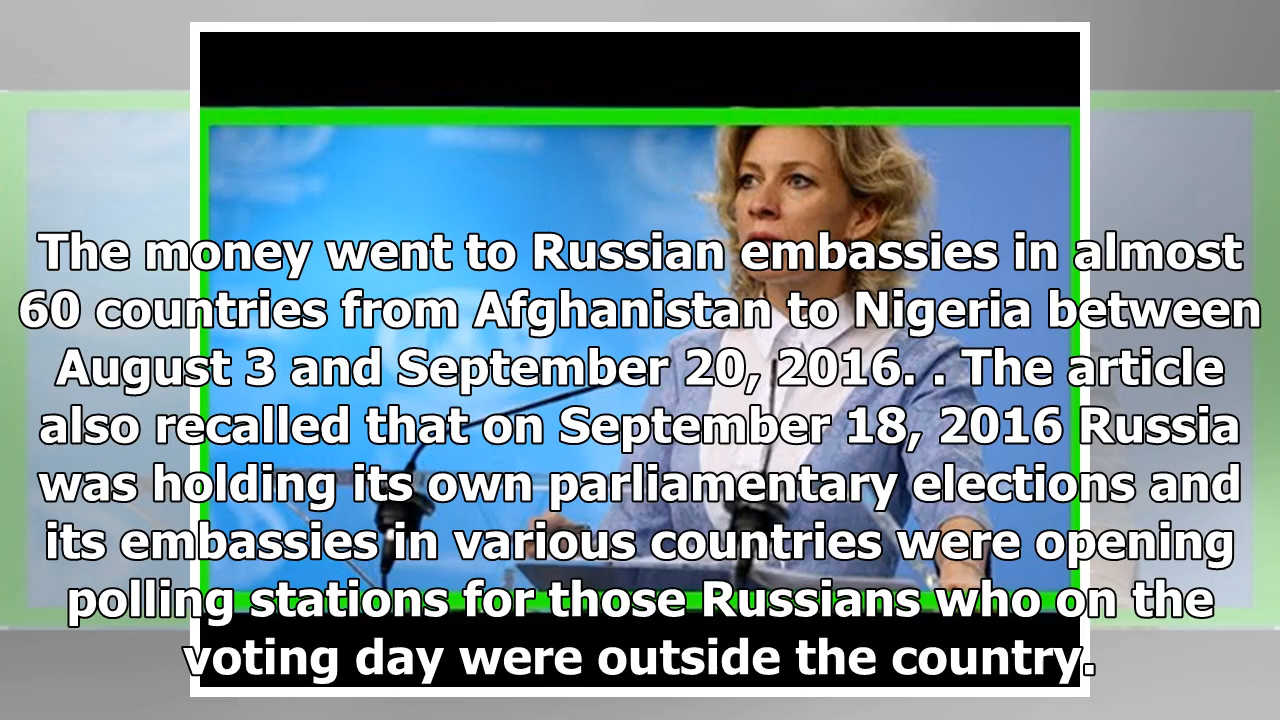 The money went to Russian embassies in almost
60 countries from Afghanistan to Nigeria between
August 3 and September 20, 2016. . The article
also recalled that on September 18, 2016 Russia
was holding its own parliamentary elections and
its embassies in various countries were opening
polling stations for those Russians who on the
voting day were outside the country.